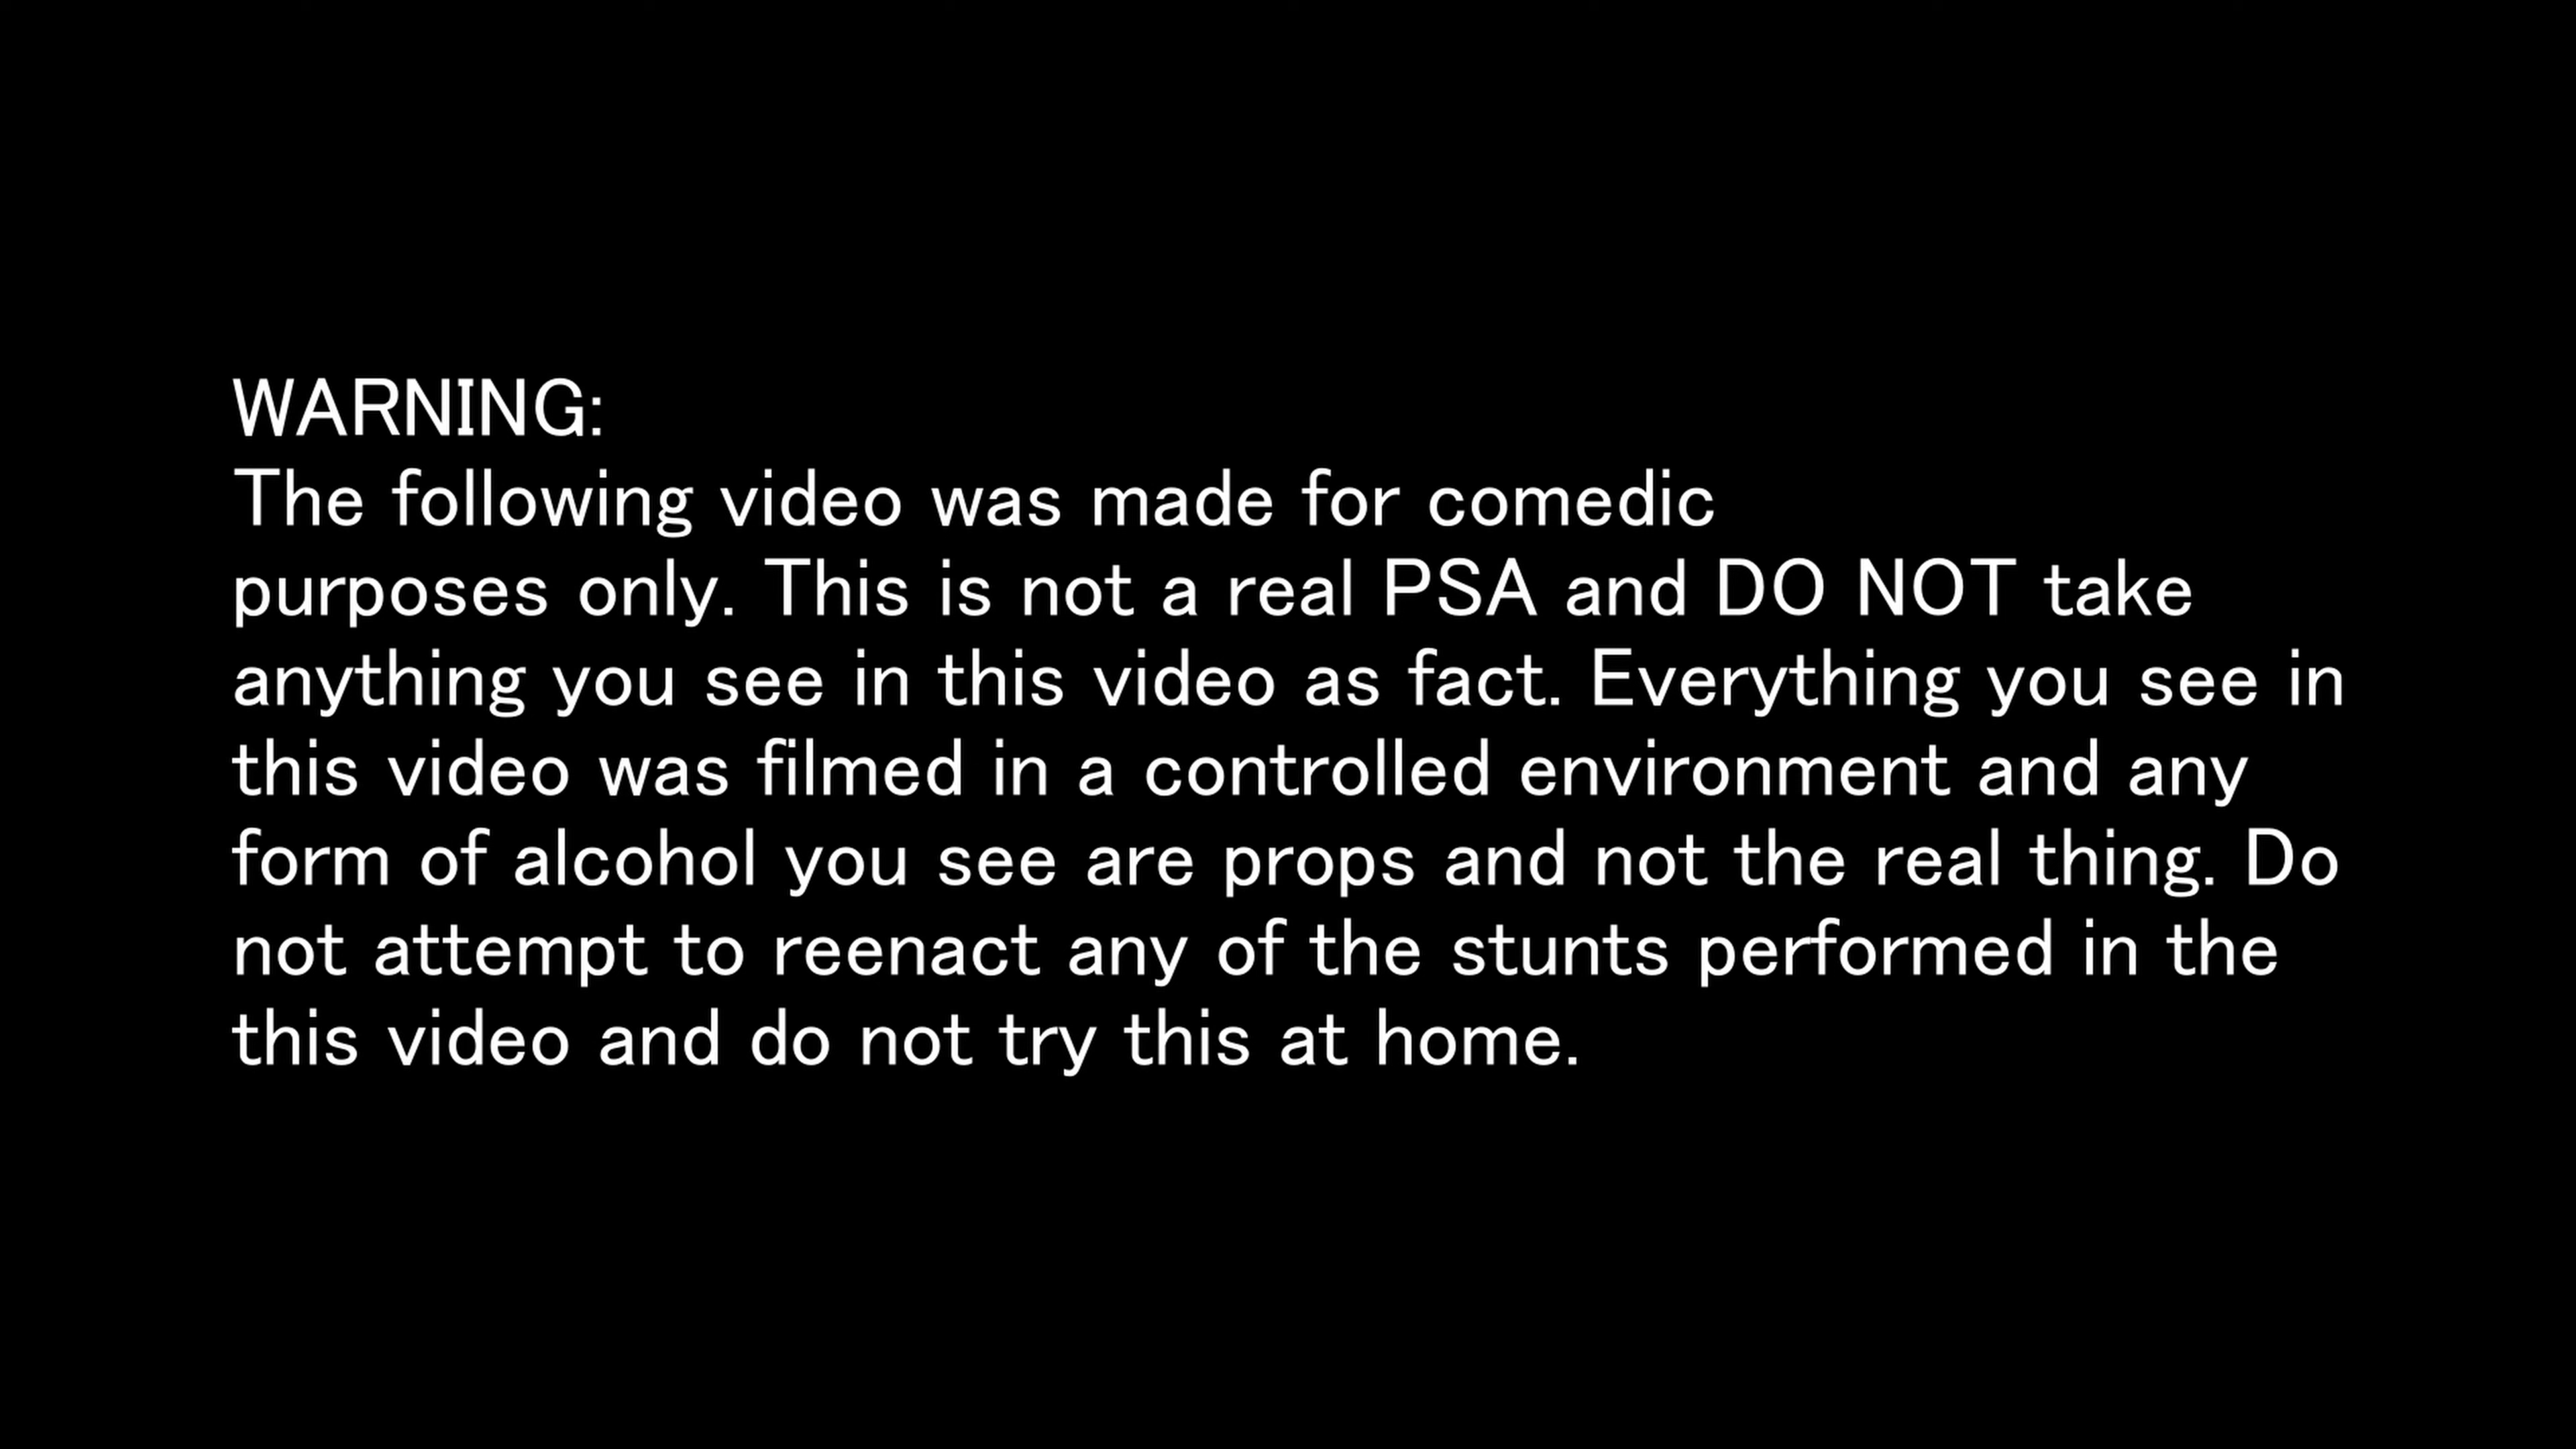 WARNING:
The following video was made for comedic
purposes only. This is not a real PSA and DO NOT take
anything you see in this video as fact. Everything you see in
this video was filmed in a controlled environment and any
form of alcohol you see are props and not the real thing. Do
not attempt to reenact any of the stunts performed in the
this video and do not try this at home.